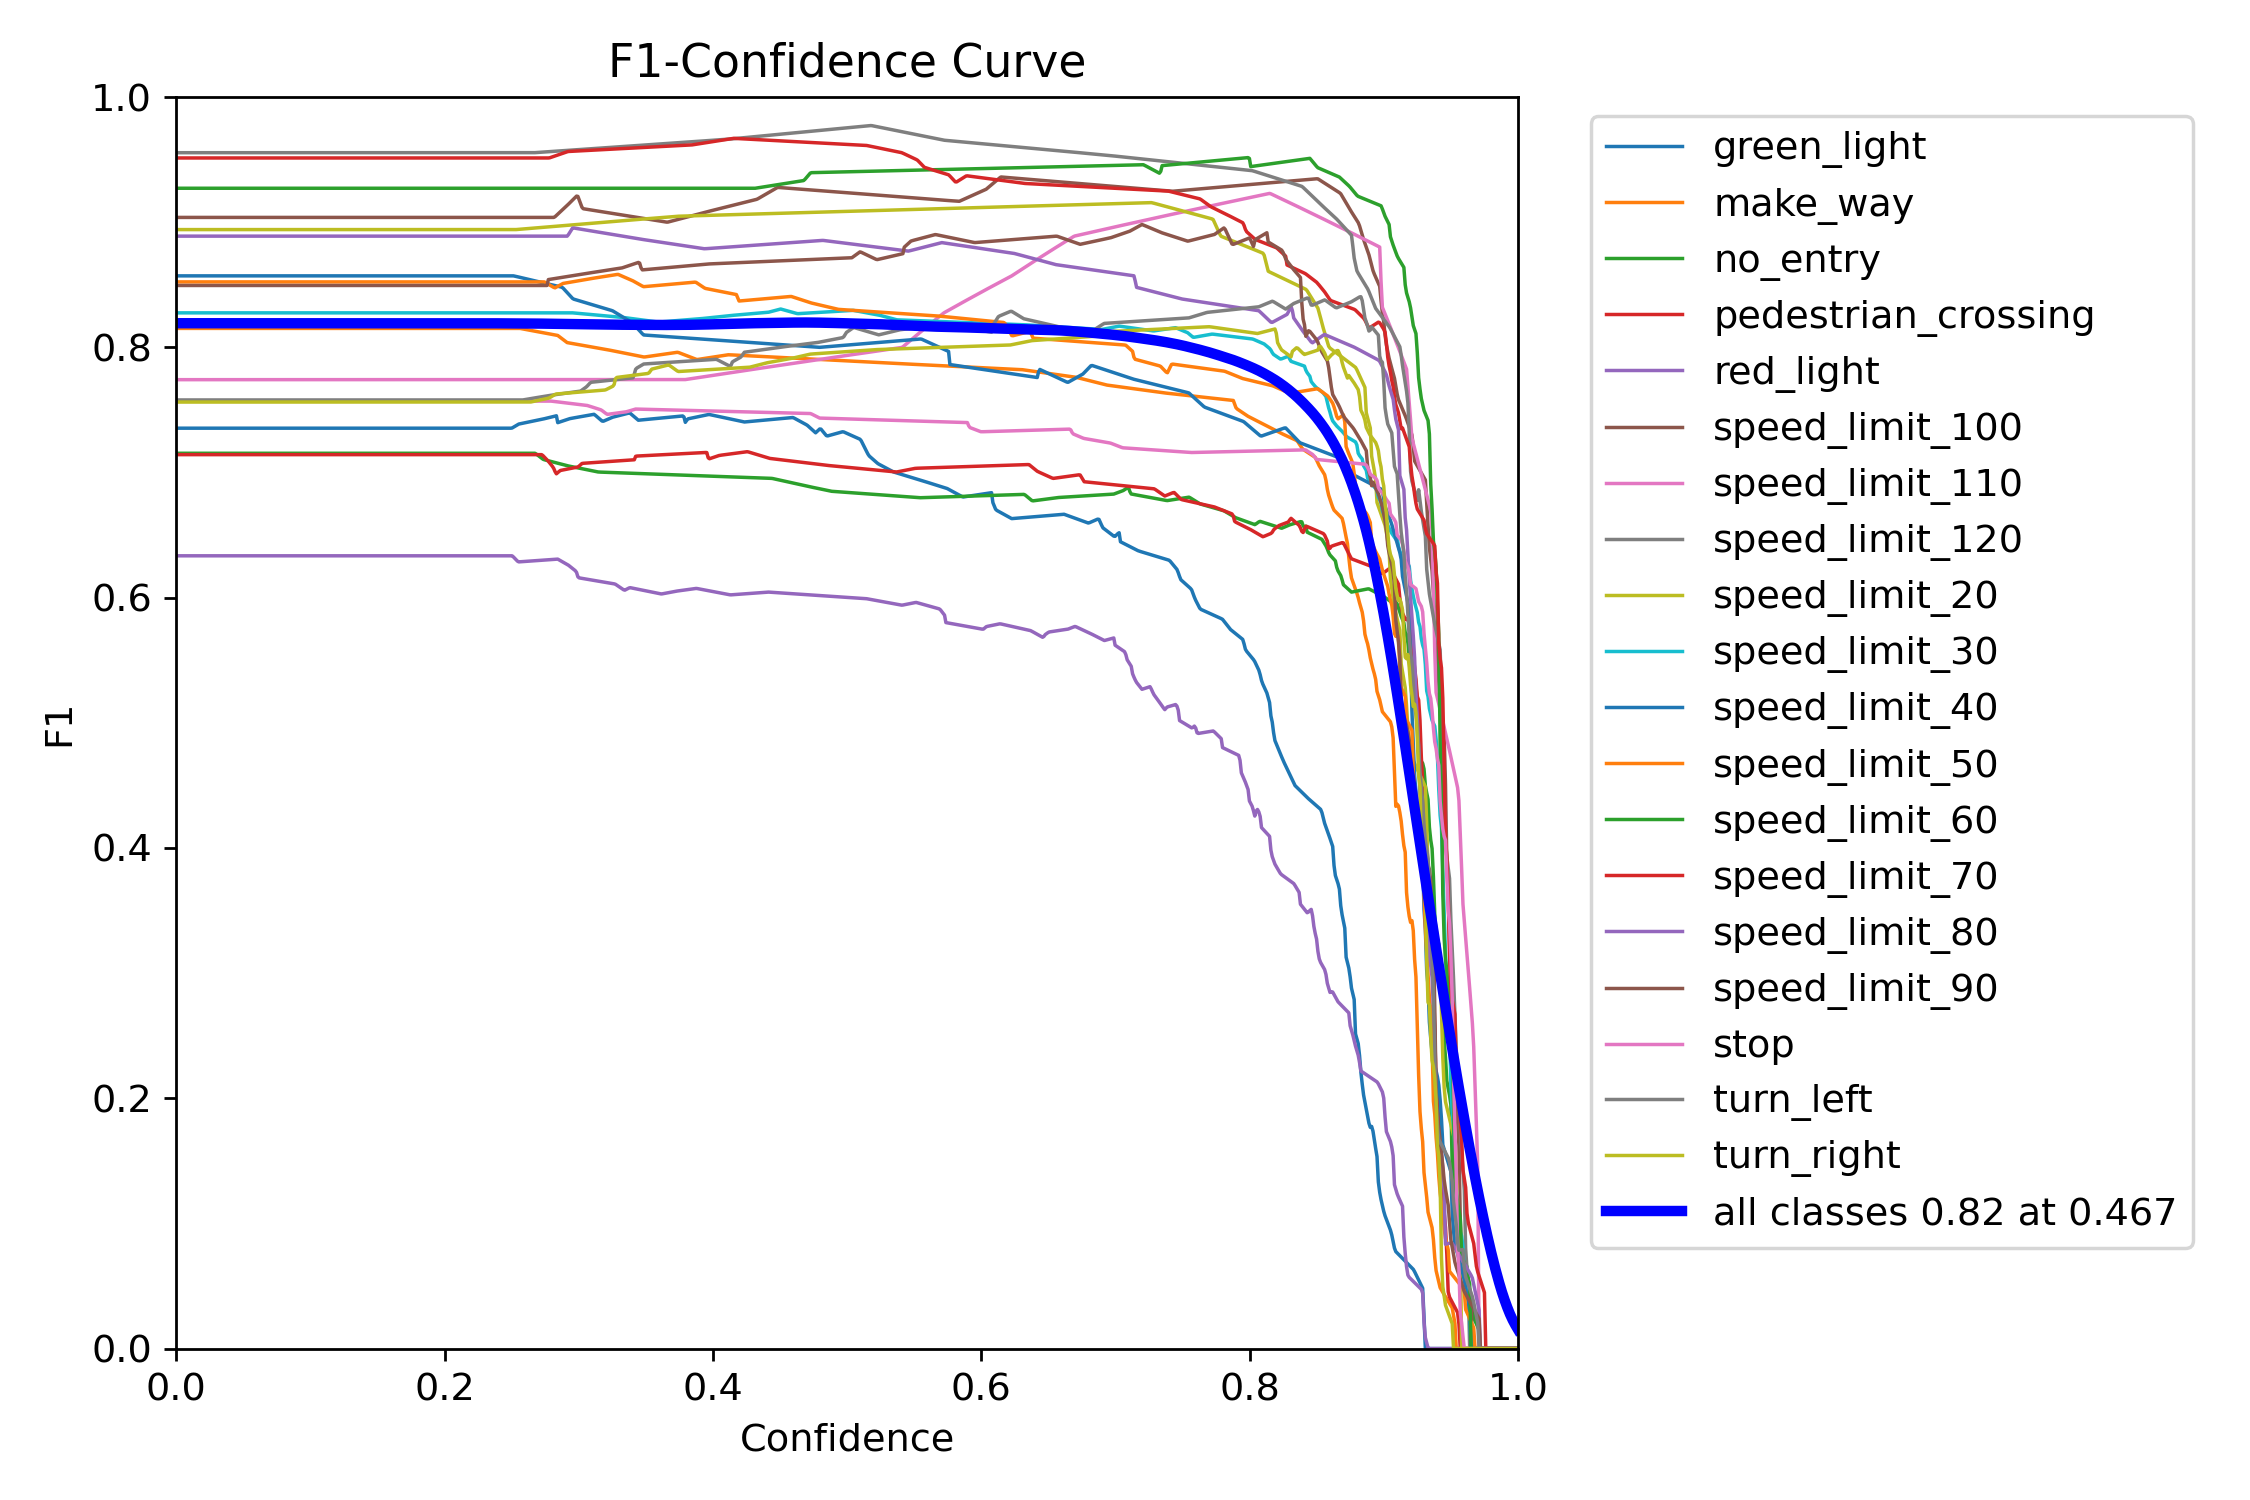 F1-Confidence Curve
1.0
0.8
0.6
0.4
0.2
0.0
F1
0.0 0.2 0.4 0.6 0.8 1.0
Confidence
green_light
make_way
no_entry
pedestrian_crossing
red_light
speed_limit_100
speed_limit_110
speed_limit_120
speed_limit_20
speed_limit_30
speed_limit_40
speed_limit_50
speed_limit_60
speed_limit_70
speed_limit_80
speed_limit_90
stop
turn_left
turn_right
all classes 0.82 at 0.467